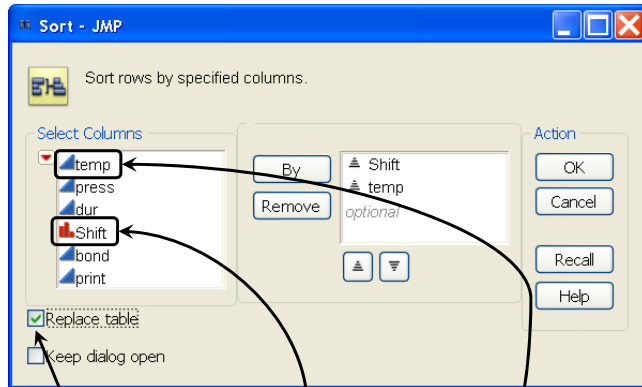 Sort - JMP
Sort rows by specified columns.
Select Columns
temp
press
dur
Shift
bond
print
By
Remove
Shift
temp
optional
Action
OK
Cancel
Recall
Help
Replace table
Keep dialog open